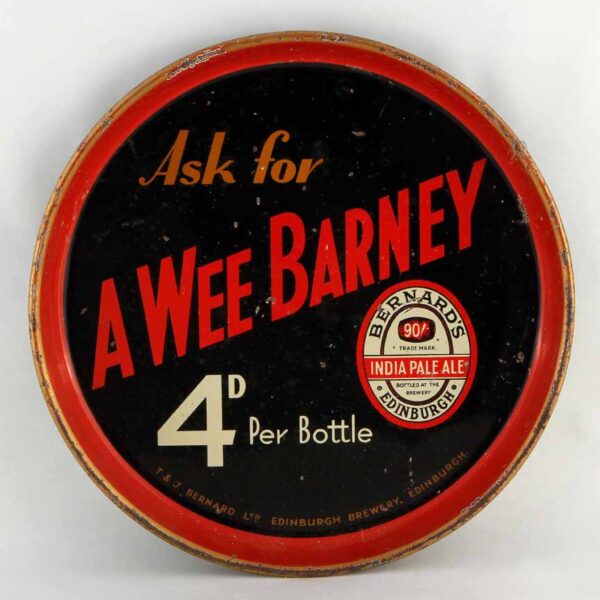 Ask for
A WEE BARNEY
4D Per Bottle
BERNARD'S
90/-
TRADE MARK.
INDIA PALE ALE
BOTTLED AT THE
BREWERY
EDINBURGH
T & J. BERNARD LTD EDINBURGH BREWERY, EDINBURGH.